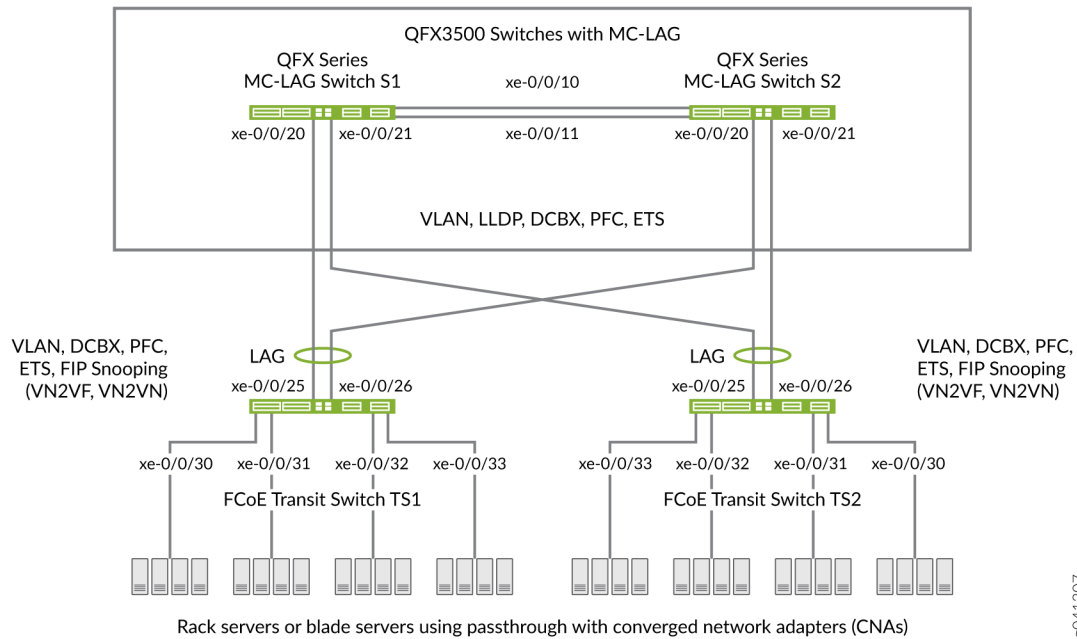 QFX3500 Switches with MC-LAG
QFX Series
MC-LAG Switch S1
QFX Series
MC-LAG Switch S2
xe-0/0/10
xe-0/0/20
xe-0/0/21
xe-0/0/11
xe-0/0/20
xe-0/0/21
VLAN, LLDP, DCBX, PFC, ETS
VLAN, DCBX, PFC,
ETS, FIP Snooping
(VN2VF, VN2VN)
LAG
LAG
VLAN, DCBX, PFC,
ETS, FIP Snooping
(VN2VF, VN2VN)
xe-0/0/25
xe-0/0/26
xe-0/0/25
xe-0/0/26
xe-0/0/30
xe-0/0/31
xe-0/0/32
xe-0/0/33
xe-0/0/33
xe-0/0/32
xe-0/0/31
xe-0/0/30
FCoE Transit Switch TS1
FCoE Transit Switch TS2
Rack servers or blade servers using passthrough with converged network adapters (CNAs)